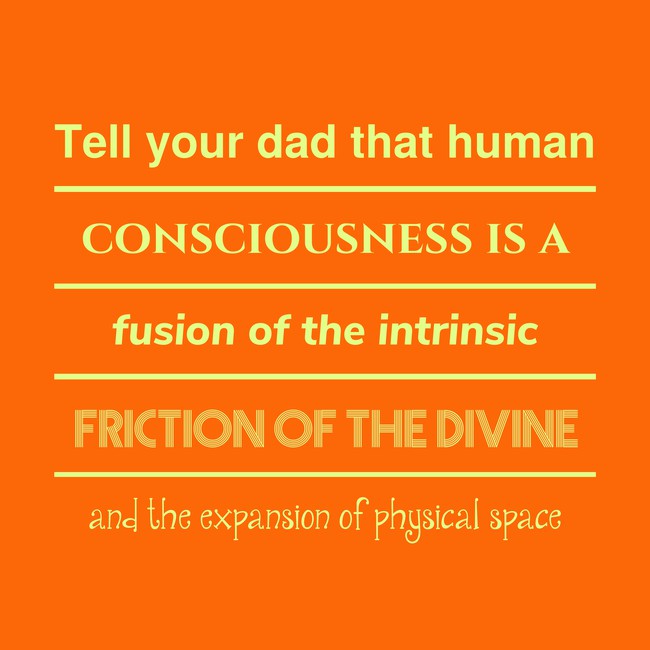 Tell your dad that human
CONSCIOUSNESS IS A
fusion of the intrinsic
FRICTION OF THE DIVINE
and the expansion of physical space